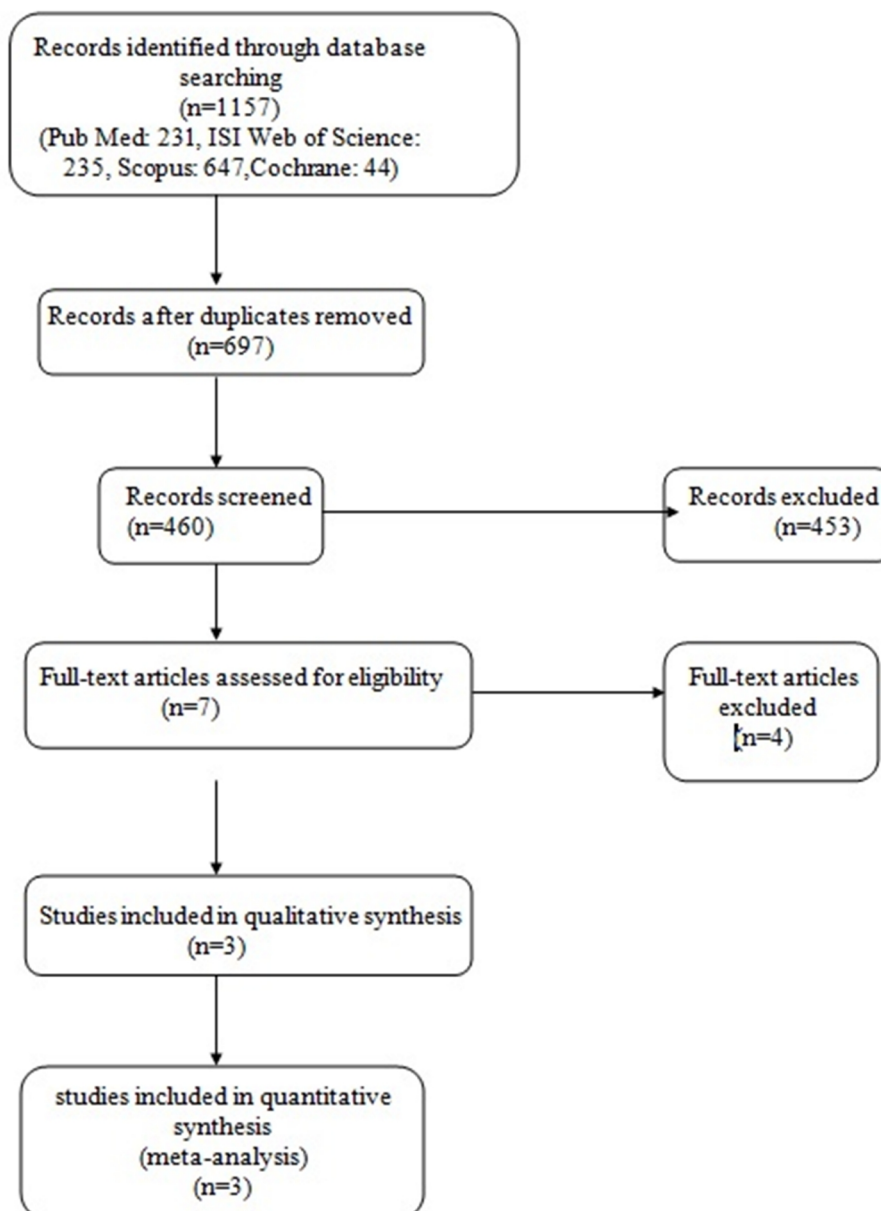 Records identified through database
searching
(n=1157)
(Pub Med: 231, ISI Web of Science:
235, Scopus: 647,Cochrane: 44)
Records after duplicates removed
(n=697)
Records screened
(n=460)
Records excluded
(n=453)
Full-text articles assessed for eligibility
(n=7)
Full-text articles
excluded
(n=4)
Studies included in qualitative synthesis
(n=3)
studies included in quantitative
synthesis
(meta-analysis)
(n=3)